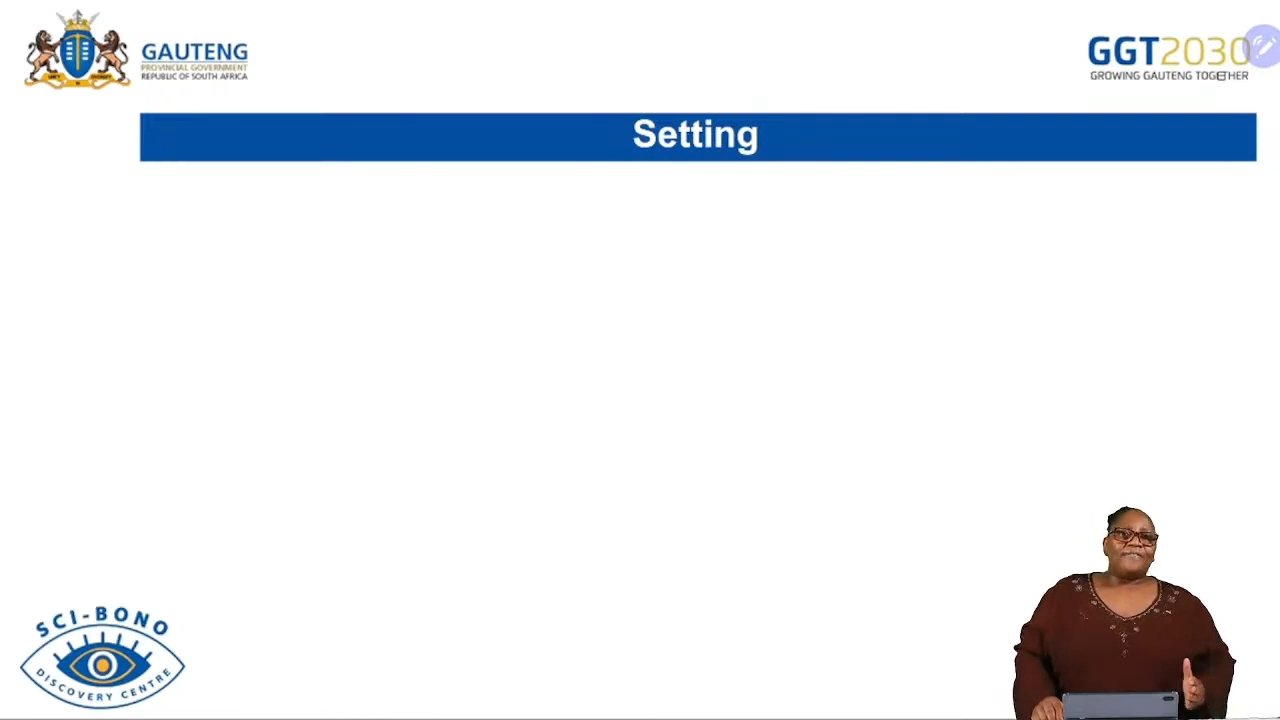 GAUTENG
PROVINCIAL GOVERNMENT
REPUBLIC OF SOUTH AFRICA
GGT2030
GROWING GAUTENG TOGETHER
Setting
SCI-BONO
DISCOVERY CENTRE